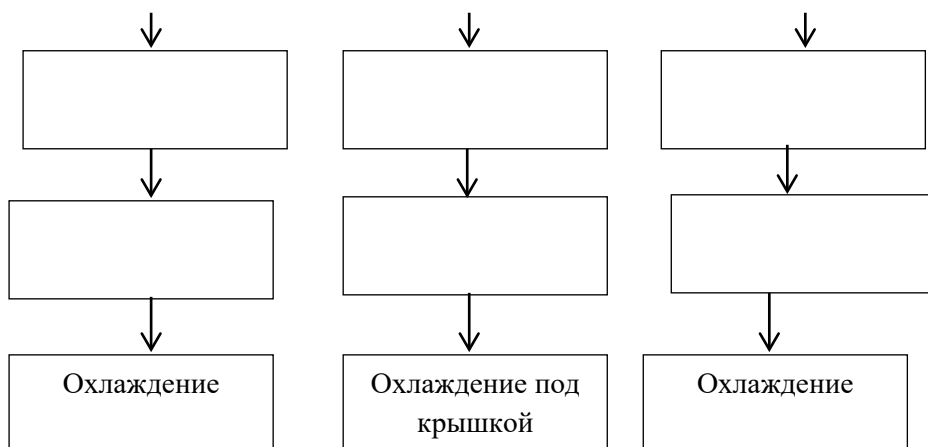 Охлаждение
Охлаждение под
крышкой
Охлаждение